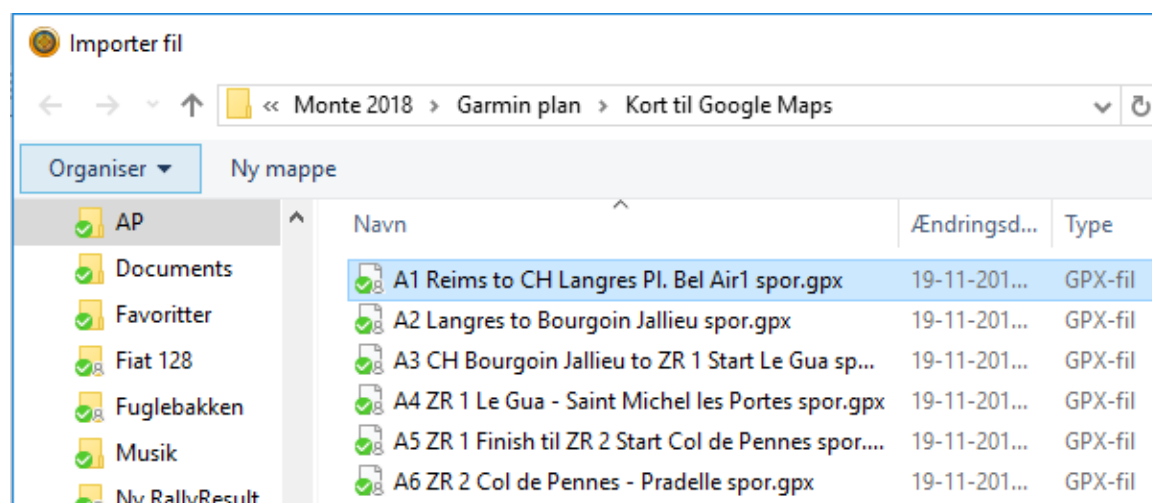 Importer fil
« Monte 2018 > Garmin plan > Kort til Google Maps
Organiser Ny mappe
AP
Documents
Favoritter
Fiat 128
Fuglebakken
Musik
Ny RallyResult
Navn Ændringsd... Type
A1 Reims to CH Langres Pl. Bel Air1 spor.gpx 19-11-201... GPX-fil
A2 Langres to Bourgoin Jallieu spor.gpx 19-11-201... GPX-fil
A3 CH Bourgoin Jallieu to ZR 1 Start Le Gua sp... 19-11-201... GPX-fil
A4 ZR 1 Le Gua - Saint Michel les Portes spor.gpx 19-11-201... GPX-fil
A5 ZR 1 Finish til ZR 2 Start Col de Pennes spor.... 19-11-201... GPX-fil
A6 ZR 2 Col de Pennes - Pradelle spor.gpx 19-11-201... GPX-fil